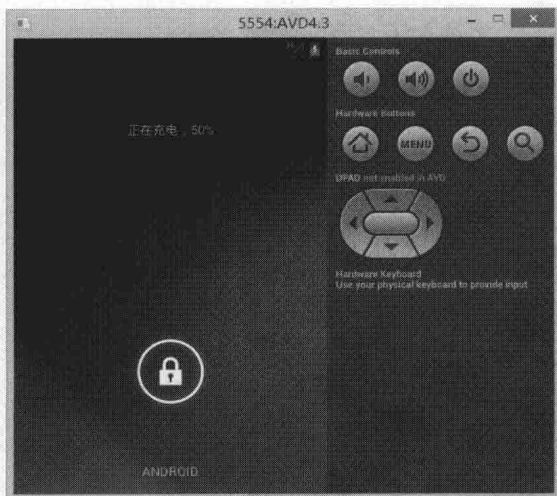 5554:AVD4.3
正在充电，50%
ANDROID
Basic Controls
Hardware Buttons
MENU
DPAD not enabled in AVD
Hardware Keyboard
Use your physical keyboard to provide input